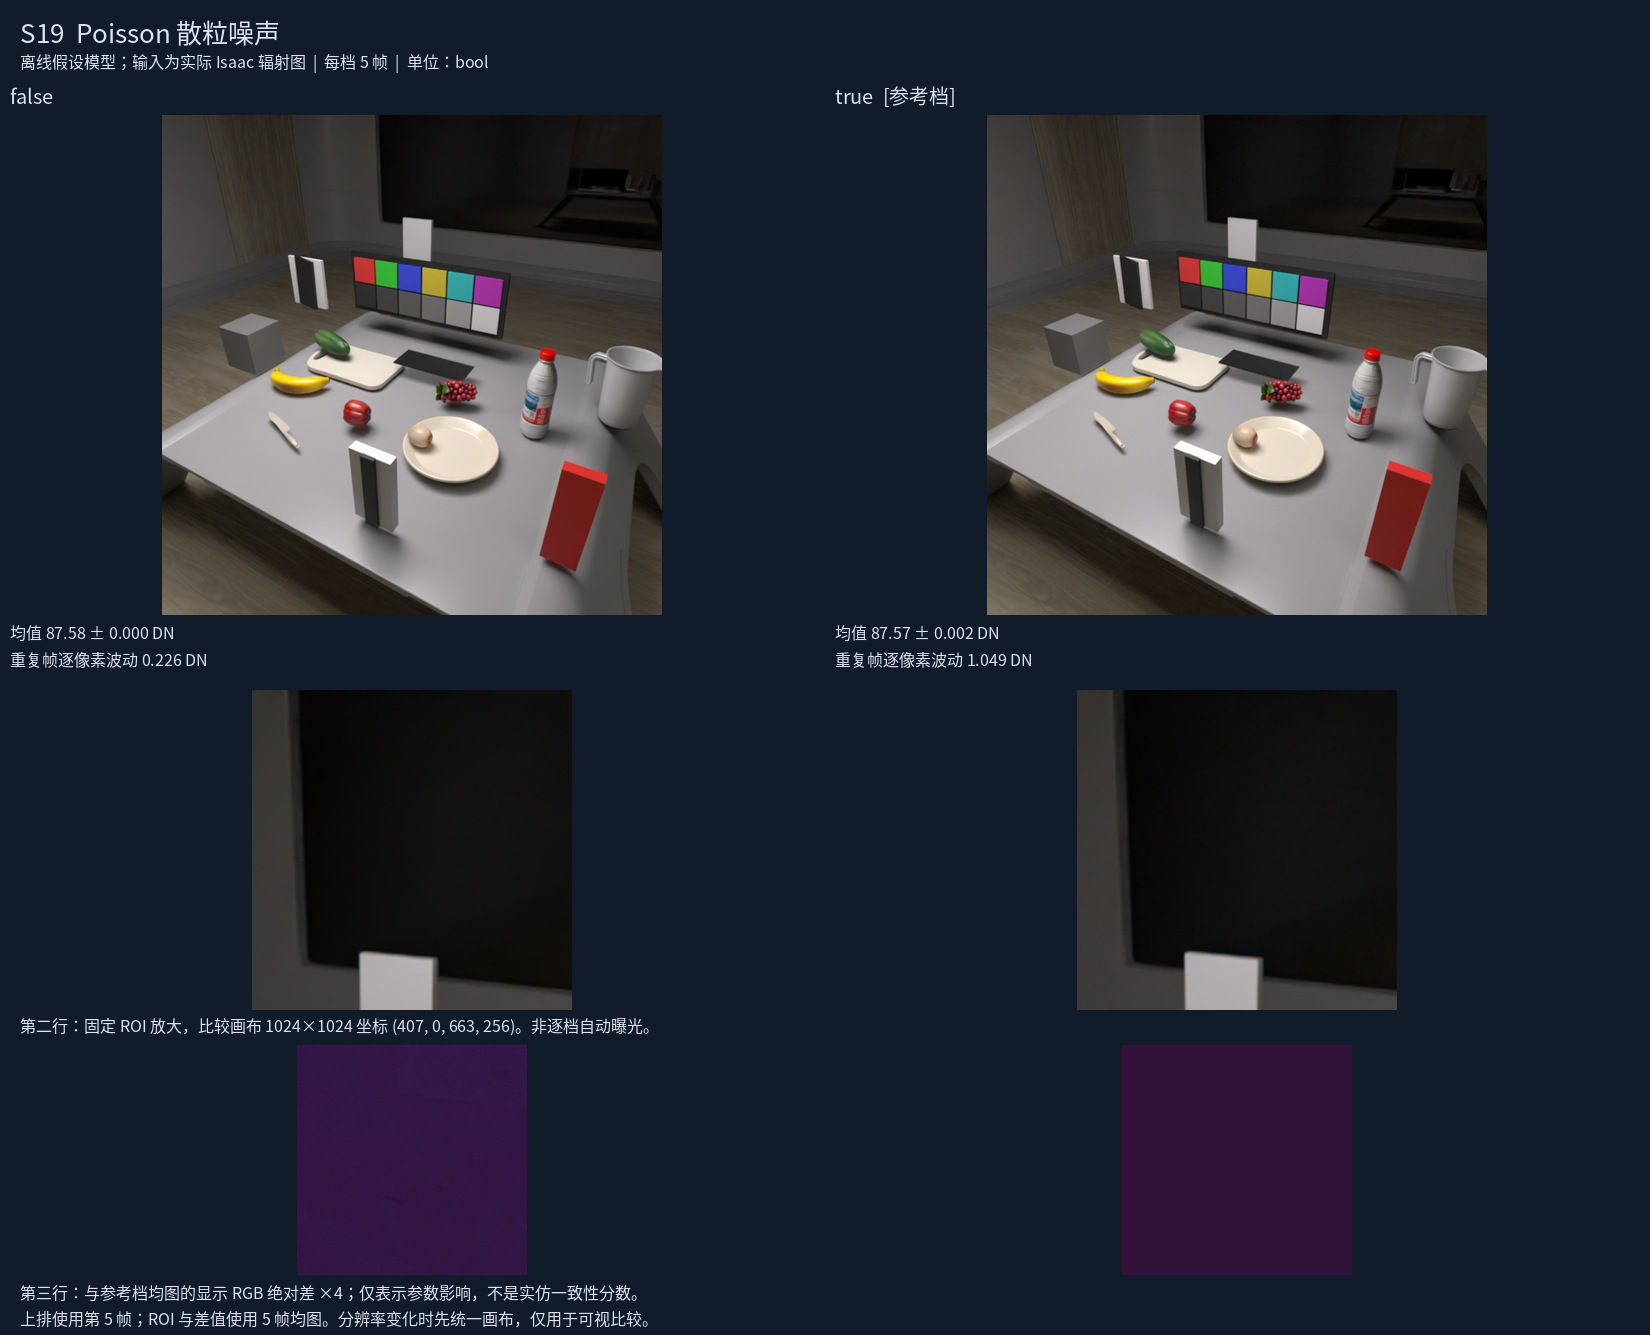 S19  Poisson 散粒噪声
离线假设模型；输入为实际 Isaac 辐射图 | 每档 5 帧 | 单位：bool
false
true  [参考档]
均值 87.58 ± 0.000 DN
重复帧逐像素波动 0.226 DN
均值 87.57 ± 0.002 DN
重复帧逐像素波动 1.049 DN
第二行：固定 ROI 放大，比较画布 1024×1024 坐标 (407, 0, 663, 256)。非逐档自动曝光。
第三行：与参考档均图的显示 RGB 绝对差 ×4；仅表示参数影响，不是实仿一致性分数。
上排使用第 5 帧；ROI 与差值使用 5 帧均图。分辨率变化时先统一画布，仅用于可视比较。